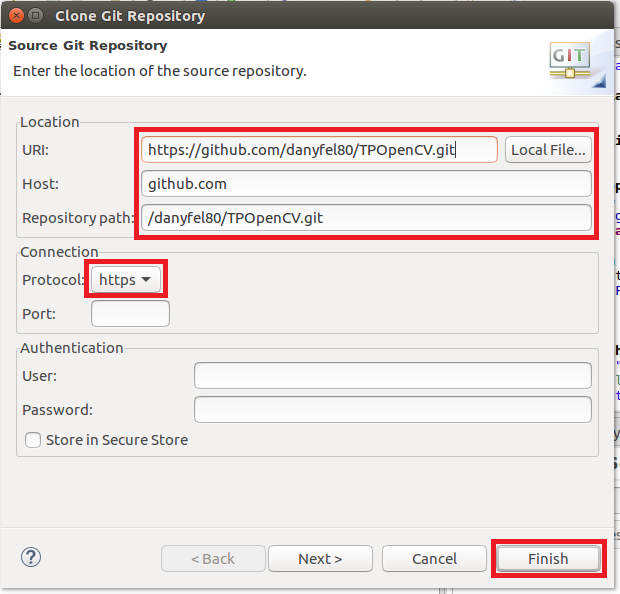 Clone Git Repository
Source Git Repository
Enter the location of the source repository.
GIT
Location
URI: https://github.com/danyfel80/TPOpenCV.git Local File...
Host: github.com
Repository path: /danyfel80/TPOpenCV.git
Connection
Protocol: https
Port:
Authentication
User:
Password:
Store in Secure Store
? < Back Next > Cancel Finish